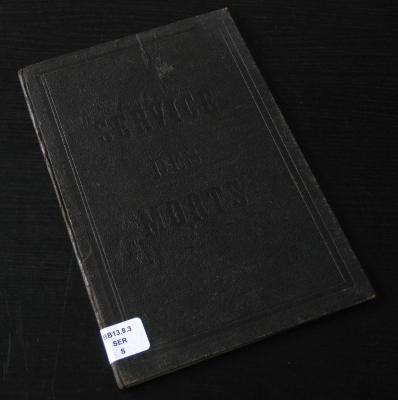 SERVICE
DES
MORTS
BB13.8.3
SER
S